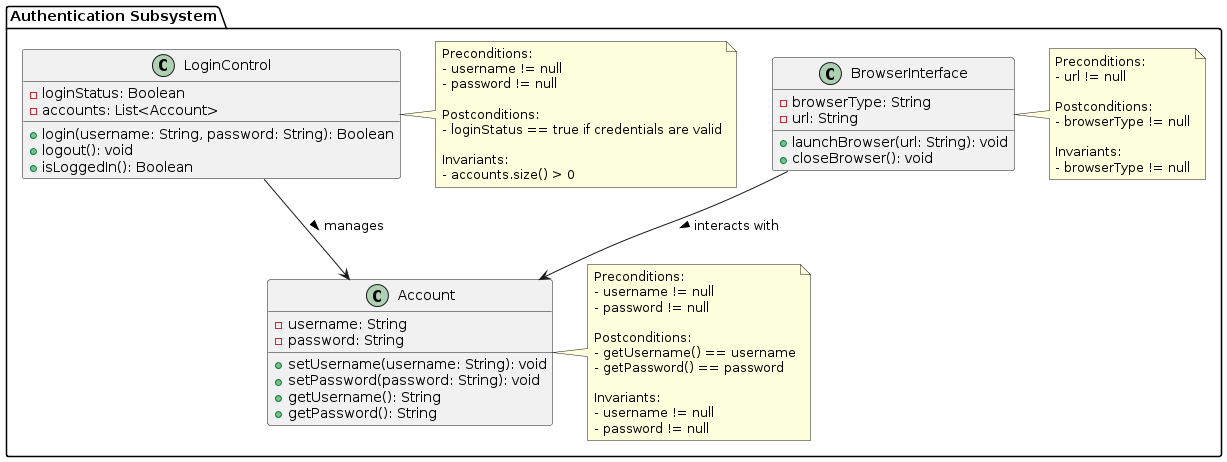 Authentication Subsystem
LoginControl
loginStatus: Boolean
accounts: List<Account>
login(username: String, password: String): Boolean
logout(): void
isLoggedIn(): Boolean
Preconditions:
- username != null
- password != null
Postconditions:
- loginStatus == true if credentials are valid
Invariants:
- accounts.size() > 0
BrowserInterface
browserType: String
url: String
launchBrowser(url: String): void
closeBrowser(): void
Preconditions:
- url != null
Postconditions:
- browserType != null
Invariants:
- browserType != null
manages
interacts with
Account
username: String
password: String
setUsername(username: String): void
setPassword(password: String): void
getUsername(): String
getPassword(): String
Preconditions:
- username != null
- password != null
Postconditions:
- getUsername() == username
- getPassword() == password
Invariants:
- username != null
- password != null